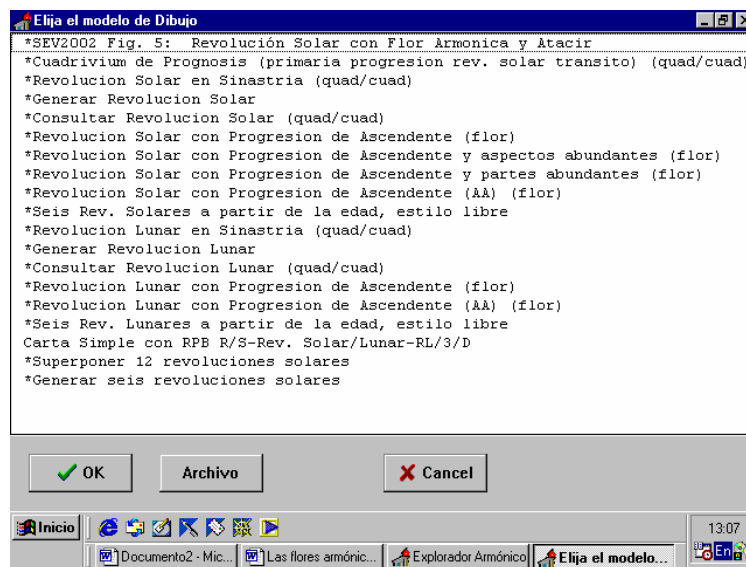 Elija el modelo de Dibujo
*SEV2002 Fig. 5:  Revolución Solar con Flor Armonica y Atacir
*Cuadrivium de Prognosis (primaria progresion rev. solar transito) (quad/cuad)
*Revolucion Solar en Sinastria (quad/cuad)
*Generar Revolucion Solar
*Consultar Revolucion Solar (quad/cuad)
*Revolucion Solar con Progresion de Ascendente (flor)
*Revolucion Solar con Progresion de Ascendente y aspectos abundantes (flor)
*Revolucion Solar con Progresion de Ascendente y partes abundantes (flor)
*Revolucion Solar con Progresion de Ascendente (AA) (flor)
*Seis Rev. Solares a partir de la edad, estilo libre
*Revolucion Lunar en Sinastria (quad/cuad)
*Generar Revolucion Lunar
*Consultar Revolucion Lunar (quad/cuad)
*Revolucion Lunar con Progresion de Ascendente (flor)
*Revolucion Lunar con Progresion de Ascendente (AA) (flor)
*Seis Rev. Lunares a partir de la edad, estilo libre
Carta Simple con RPB R/S-Rev. Solar/Lunar-RL/3/D
*Superponer 12 revoluciones solares
*Generar seis revoluciones solares
OK Archivo Cancel
Inicio 13:07
Documento2 - Mic... Las flores armónic... Explorador Armónico Elija el modelo... En